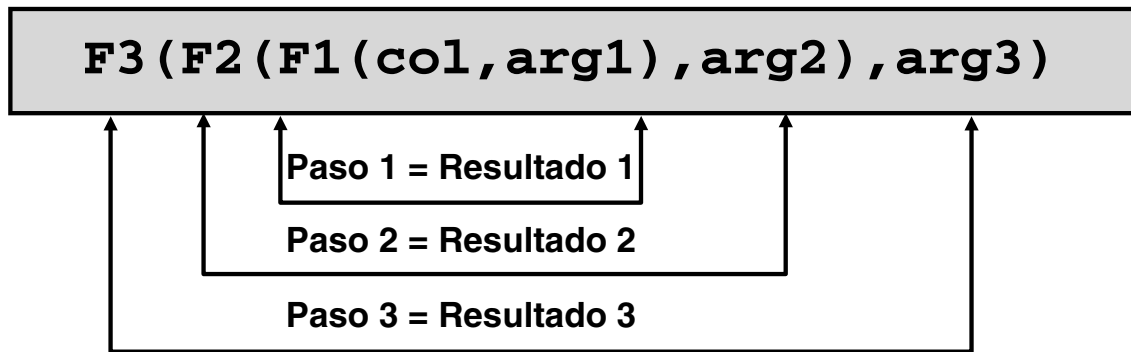 F3(F2(F1(col,arg1),arg2),arg3)
Paso 1 = Resultado 1
Paso 2 = Resultado 2
Paso 3 = Resultado 3